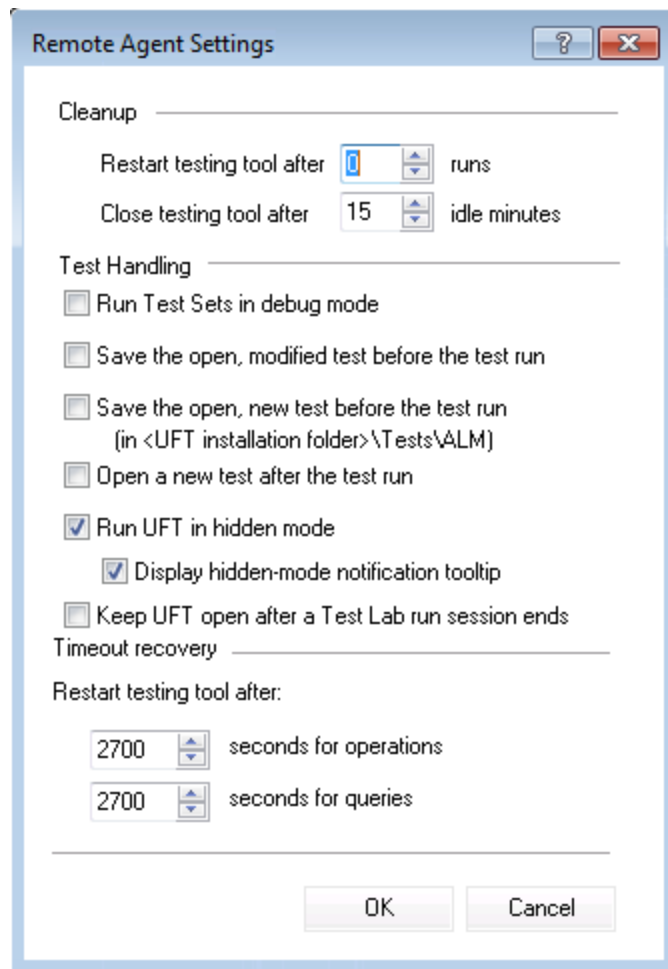 Remote Agent Settings
Cleanup
Restart testing tool after 0 runs
Close testing tool after 15 idle minutes
Test Handling
Run Test Sets in debug mode
Save the open, modified test before the test run
Save the open, new test before the test run
(in <UFT installation folder>\Tests\ALM)
Open a new test after the test run
Run UFT in hidden mode
Display hidden-mode notification tooltip
Keep UFT open after a Test Lab run session ends
Timeout recovery
Restart testing tool after:
2700 seconds for operations
2700 seconds for queries
OK Cancel